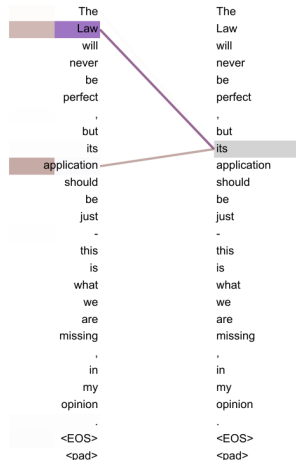 The The
Law Law
will will
never never
be be
perfect perfect
, ,
but but
its its
application application
should should
be be
just just
- -
this this
is is
what what
we we
are are
missing missing
, ,
in in
my my
opinion opinion
. .
<EOS> <EOS>
<pad> <pad>